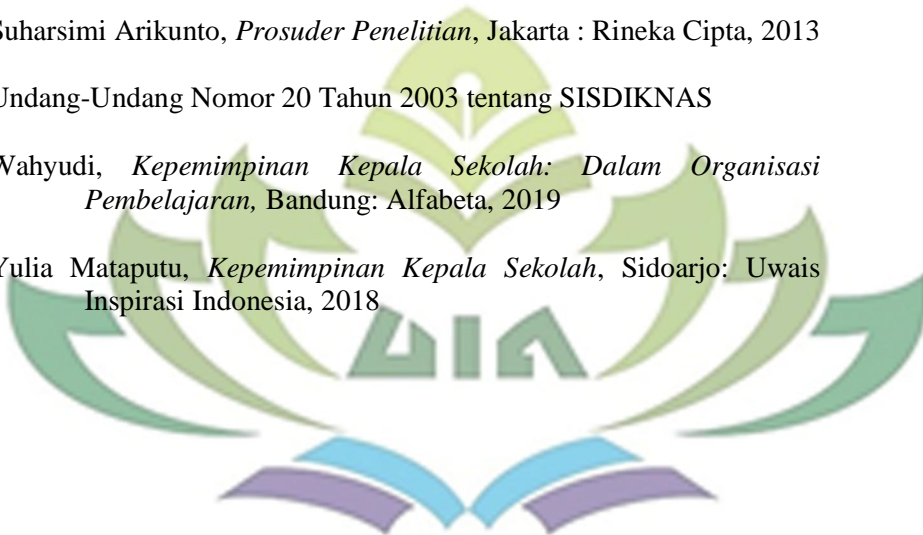 Suharsimi Arikunto, Prosuder Penelitian, Jakarta : Rineka Cipta, 2013
Undang-Undang Nomor 20 Tahun 2003 tentang SISDIKNAS
Wahyudi, Kepemimpinan Kepala Sekolah: Dalam Organisasi
Pembelajaran, Bandung: Alfabeta, 2019
Yulia Mataputu, Kepemimpinan Kepala Sekolah, Sidoarjo: Uwais
Inspirasi Indonesia, 2018
UIN